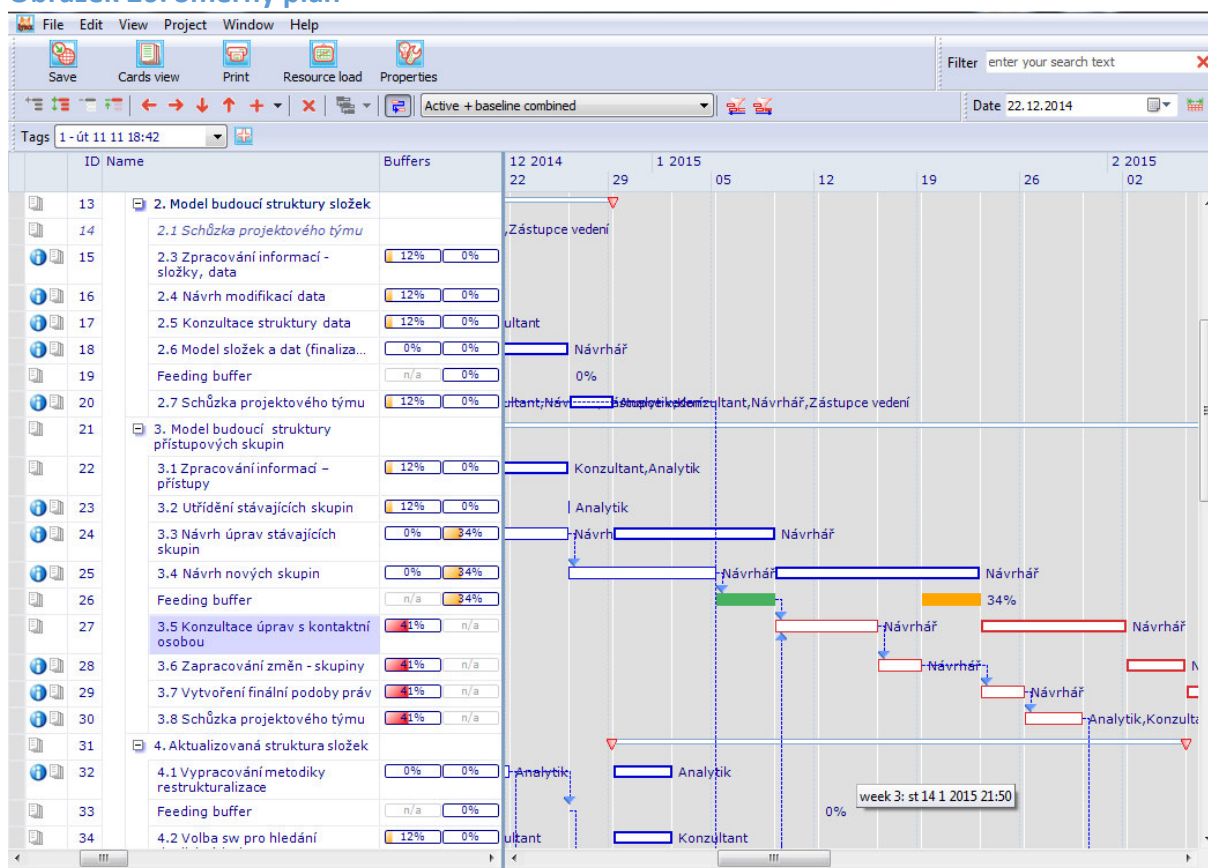 Obrázek 20: Směrný plán
File Edit View Project Window Help
Save Cards view Print Resource load Properties
Filter enter your search text
Active + baseline combined
Date 22.12.2014
Tags 1 - út 11 11 18:42
ID Name Buffers 12 2014 1 2015 2 2015
22 29 05 12 19 26 02
13 2. Model budoucí struktury složek
14 2.1 Schůzka projektového týmu ,Zástupce vedení
15 2.3 Zpracování informací - 12% 0%
složky, data
16 2.4 Návrh modifikací data 12% 0%
17 2.5 Konzultace struktury data 12% 0% ultant
18 2.6 Model složek a dat (finaliza... 0% 0% Návrhář
19 Feeding buffer n/a 0% 0%
20 2.7 Schůzka projektového týmu 12% 0% ultant,Náv Konzultant,Návrhář,Zástupce vedení
21 3. Model budoucí struktury
přístupových skupin
22 3.1 Zpracování informací – 12% 0% Konzultant,Analytik
přístupy
23 3.2 Utřídění stávajících skupin 12% 0% Analytik
24 3.3 Návrh úprav stávajících 0% 34% Návrh Návrhář
skupin
25 3.4 Návrh nových skupin 0% 34% Návrhář Návrhář
26 Feeding buffer n/a 34% 34%
27 3.5 Konzultace úprav s kontaktní 41% n/a Návrhář Návrhář
osobou
28 3.6 Zapracování změn - skupiny 41% n/a Návrhář N
29 3.7 Vytvoření finální podoby práv 41% n/a Návrhář
30 3.8 Schůzka projektového týmu 41% n/a Analytik,Konzulta
31 4. Aktualizovaná struktura složek
32 4.1 Vypracování metodiky 0% 0% Analytik Analytik
restrukturalizace
week 3: st 14 1 2015 21:50
33 Feeding buffer n/a 0% 0%
34 4.2 Volba sw pro hledání 12% 0% ultant Konzultant